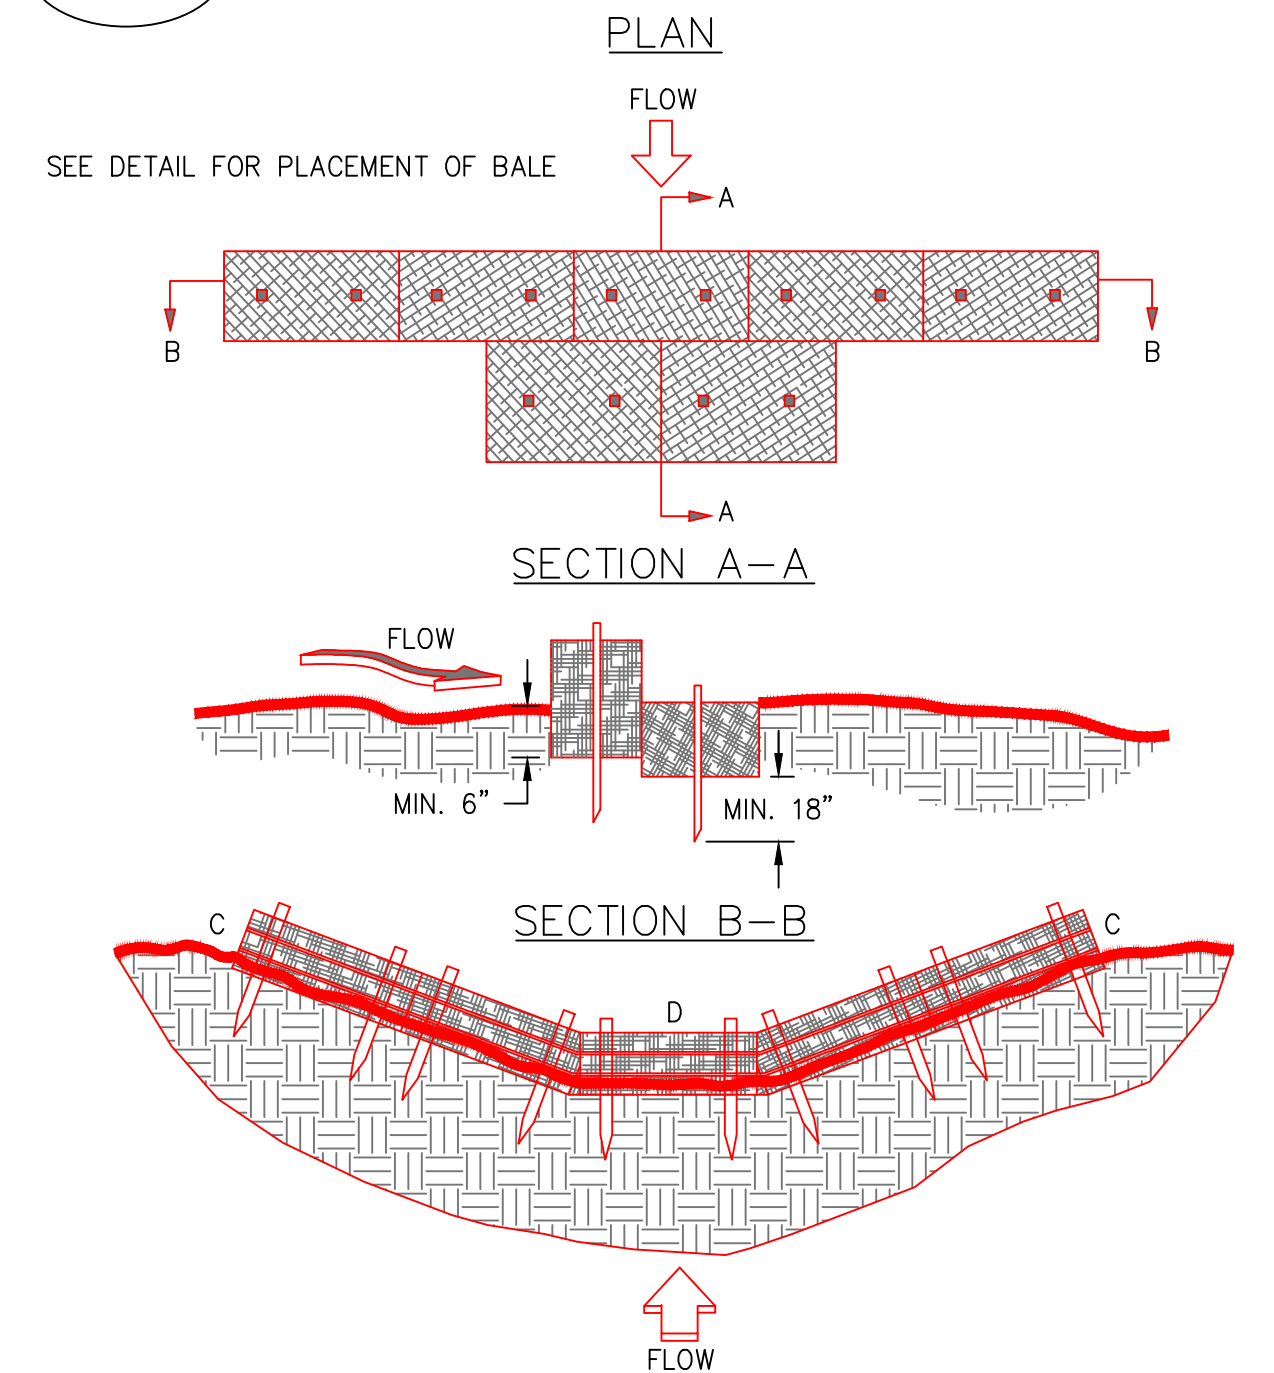 PLAN
FLOW
SEE DETAIL FOR PLACEMENT OF BALE
A
B
B
A
SECTION A–A
FLOW
MIN. 6”
MIN. 18”
SECTION B–B
C
C
D
FLOW